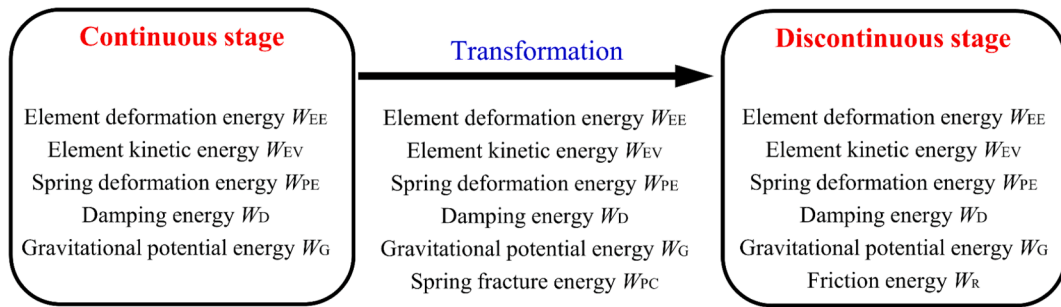 Continuous stage
Element deformation energy WEE
Element kinetic energy WEV
Spring deformation energy WPE
Damping energy WD
Gravitational potential energy WG
Transformation
Element deformation energy WEE
Element kinetic energy WEV
Spring deformation energy WPE
Damping energy WD
Gravitational potential energy WG
Spring fracture energy WPC
Discontinuous stage
Element deformation energy WEE
Element kinetic energy WEV
Spring deformation energy WPE
Damping energy WD
Gravitational potential energy WG
Friction energy WR